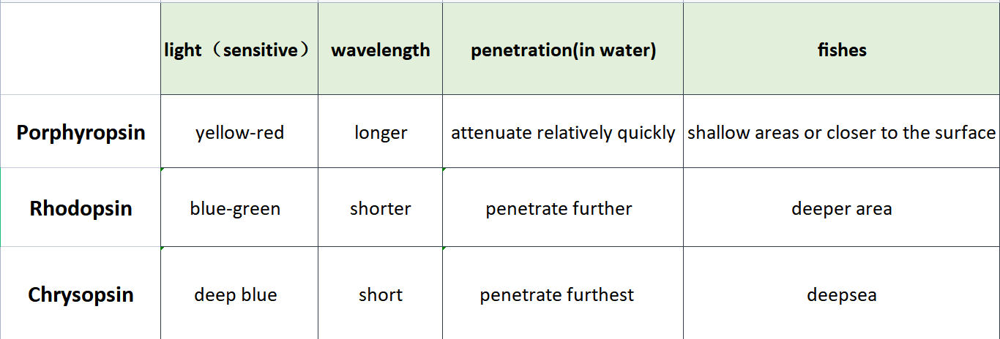 light（sensitive） wavelength penetration(in water) fishes
Porphyropsin yellow-red longer attenuate relatively quickly shallow areas or closer to the surface
Rhodopsin blue-green shorter penetrate further deeper area
Chrysopsin deep blue short penetrate furthest deepsea